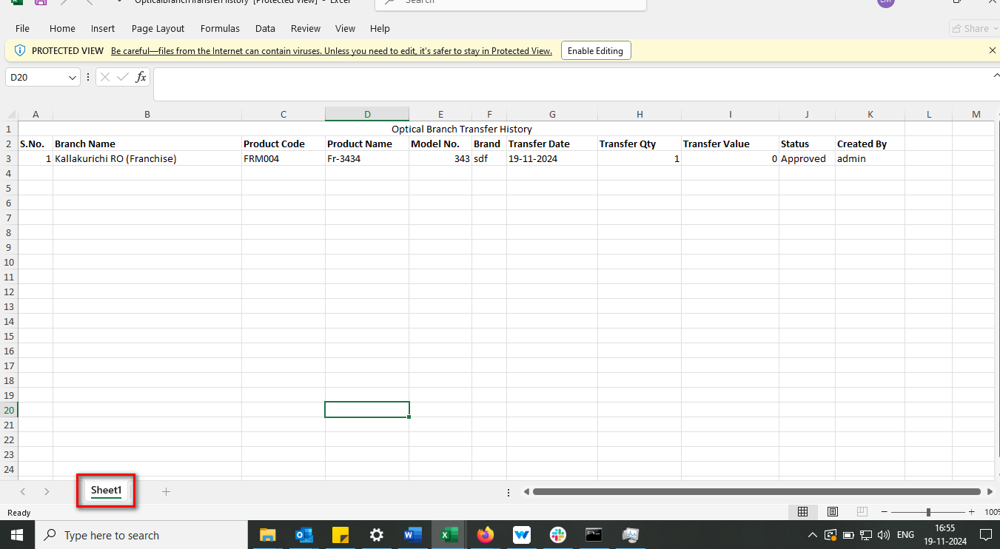 OpticalBranchTransferHistory [Protected View] - Excel
Search
LM
File Home Insert Page Layout Formulas Data Review View Help
Share
PROTECTED VIEW Be careful—files from the Internet can contain viruses. Unless you need to edit, it's safer to stay in Protected View. Enable Editing
D20 fx
A B C D E F G H I J K L M
1 Optical Branch Transfer History
2 S.No. Branch Name Product Code Product Name Model No. Brand Transfer Date Transfer Qty Transfer Value Status Created By
3 1 Kallakurichi RO (Franchise) FRM004 Fr-3434 343 sdf 19-11-2024 1 0 Approved admin
4
5
6
7
8
9
10
11
12
13
14
15
16
17
18
19
20
21
22
23
24
Sheet1
Ready
100%
Type here to search
ENG
16:55
19-11-2024